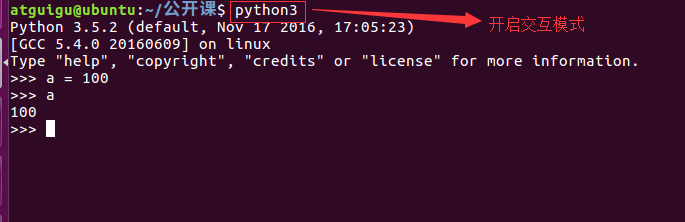 atguigu@ubuntu:~/公开课$ python3
开启交互模式
Python 3.5.2 (default, Nov 17 2016, 17:05:23)
[GCC 5.4.0 20160609] on linux
Type "help", "copyright", "credits" or "license" for more information.
>>> a = 100
>>> a
100
>>>